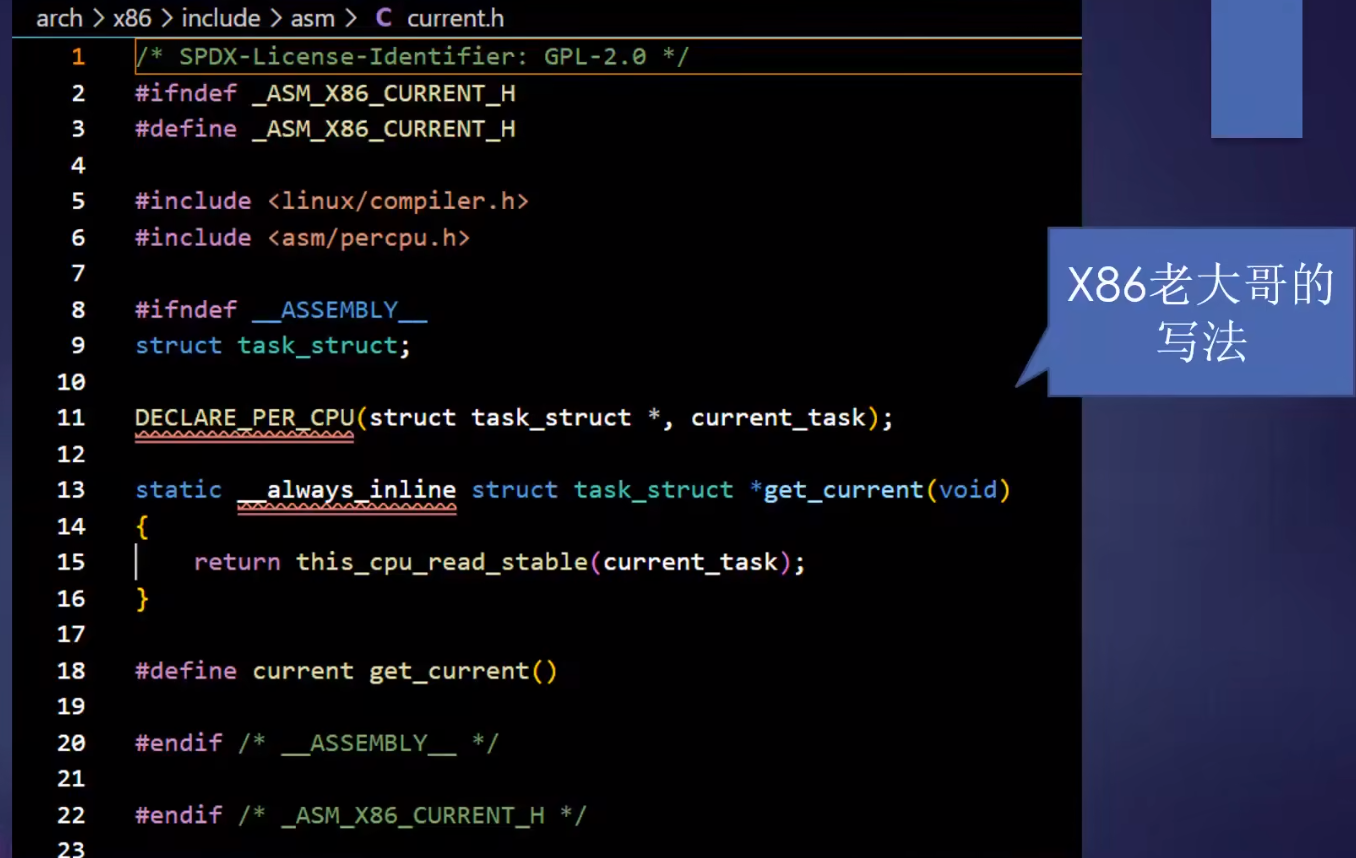 arch > x86 > include > asm > C current.h
1 /* SPDX-License-Identifier: GPL-2.0 */
2 #ifndef _ASM_X86_CURRENT_H
3 #define _ASM_X86_CURRENT_H
4
5 #include <linux/compiler.h>
6 #include <asm/percpu.h>
7
8 #ifndef __ASSEMBLY__
9 struct task_struct;
10
11 DECLARE_PER_CPU(struct task_struct *, current_task);
12
13 static __always_inline struct task_struct *get_current(void)
14 {
15 return this_cpu_read_stable(current_task);
16 }
17
18 #define current get_current()
19
20 #endif /* __ASSEMBLY__ */
21
22 #endif /* _ASM_X86_CURRENT_H */
23
X86老大哥的
写法